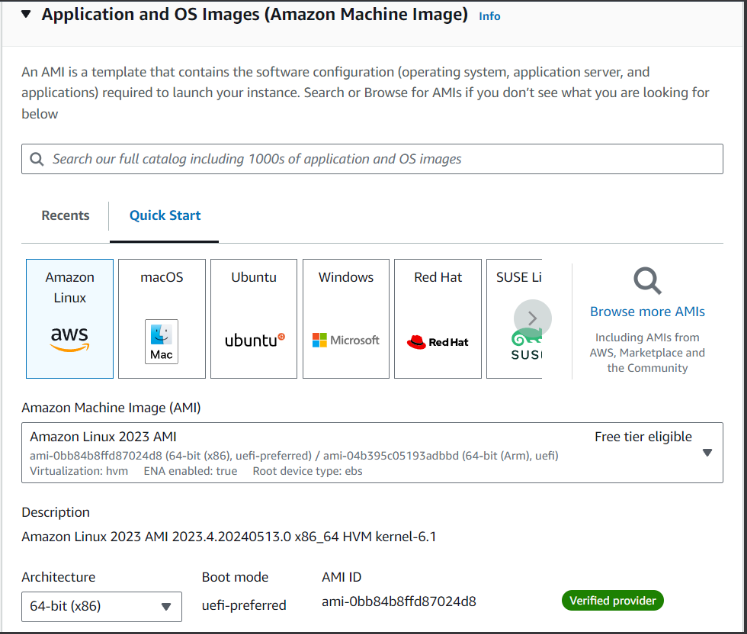 Application and OS Images (Amazon Machine Image) Info
An AMI is a template that contains the software configuration (operating system, application server, and
applications) required to launch your instance. Search or Browse for AMIs if you don't see what you are looking for
below
Search our full catalog including 1000s of application and OS images
Recents
Quick Start
Amazon
Linux
aws
macOS
Mac
Ubuntu
ubuntu
Windows
Microsoft
Red Hat
Red Hat
SUSE Li
SUS
Browse more AMIs
Including AMIs from
AWS, Marketplace and
the Community
Amazon Machine Image (AMI)
Amazon Linux 2023 AMI
Free tier eligible
ami-0bb84b8ffd87024d8 (64-bit (x86), uefi-preferred) / ami-04b395c05193adbbd (64-bit (Arm), uefi)
Virtualization: hvm ENA enabled: true Root device type: ebs
Description
Amazon Linux 2023 AMI 2023.4.20240513.0 x86_64 HVM kernel-6.1
Architecture
64-bit (x86)
Boot mode
uefi-preferred
AMI ID
ami-0bb84b8ffd87024d8
Verified provider